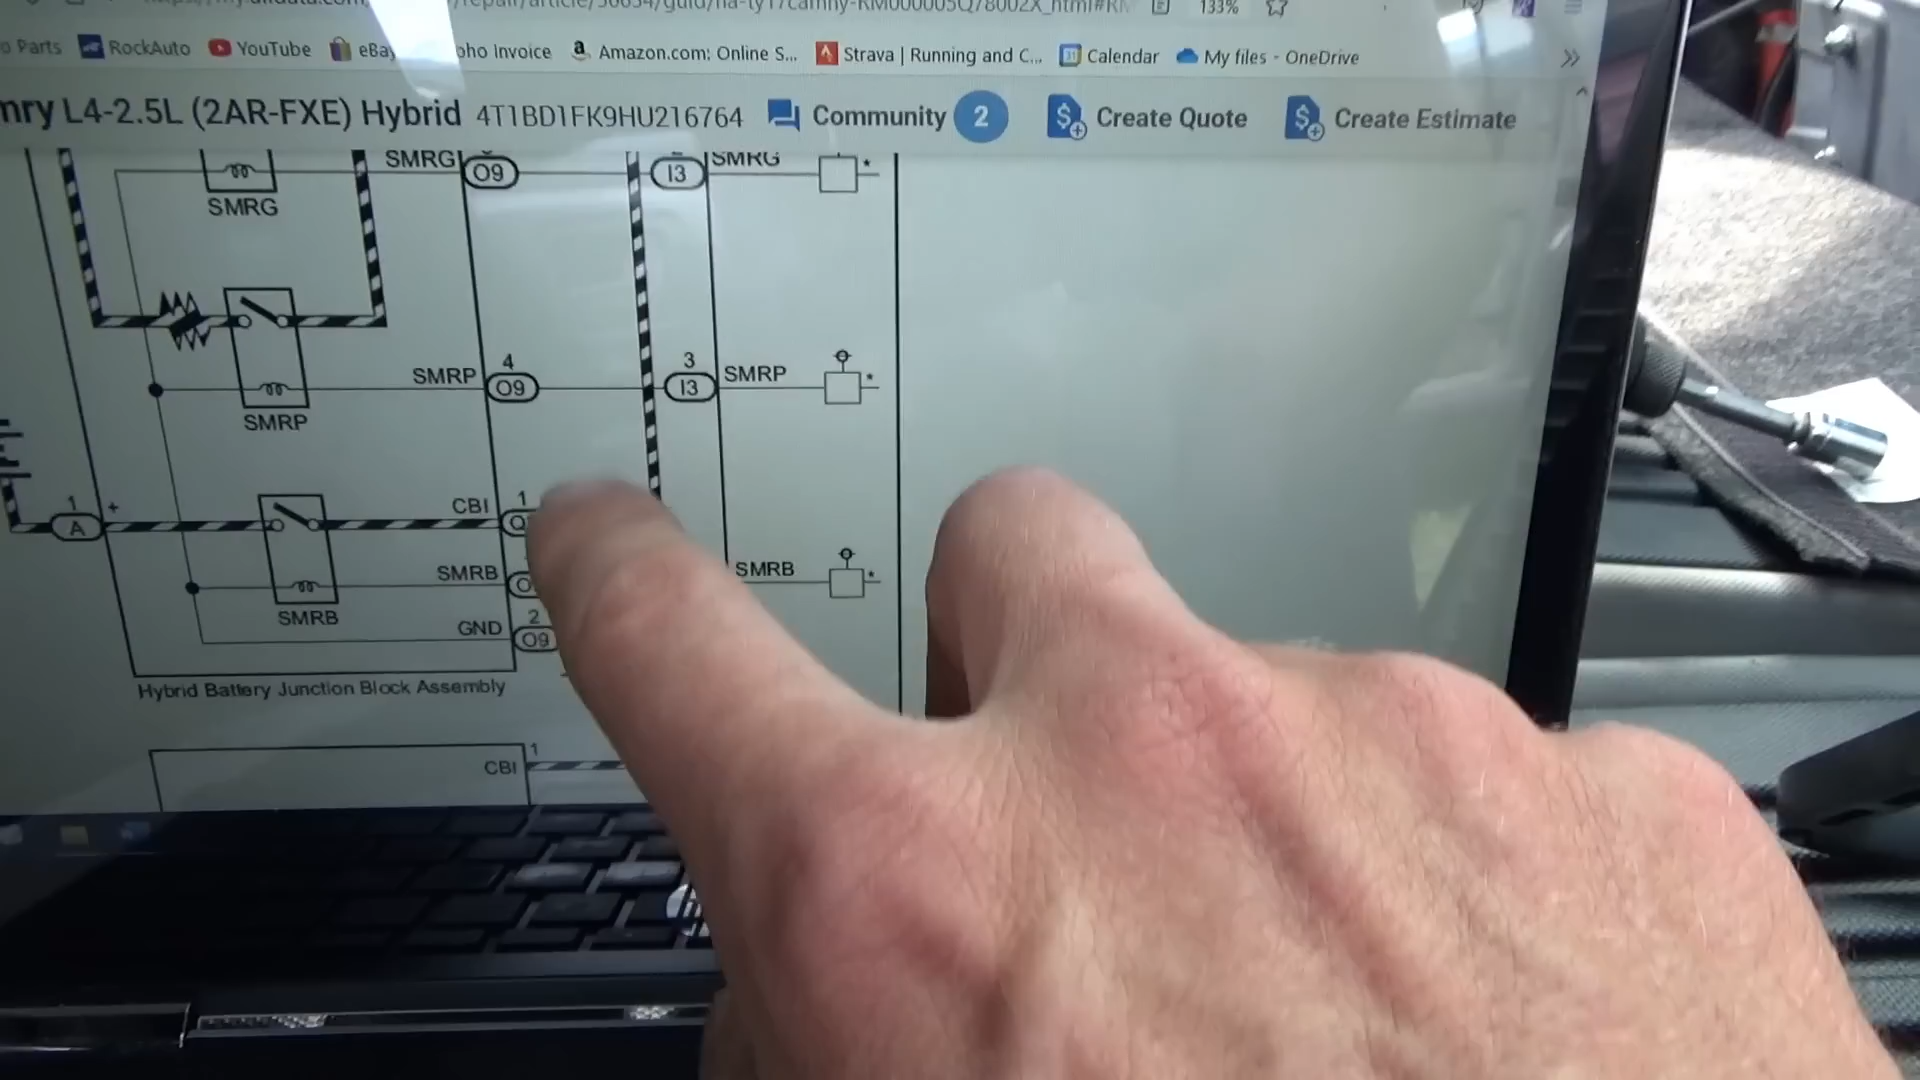 133%
o Parts RockAuto YouTube eBay oho Invoice Amazon.com: Online S... Strava | Running and C... Calendar My files - OneDrive
mry L4-2.5L (2AR-FXE) Hybrid 4T1BD1FK9HU216764 Community 2 Create Quote Create Estimate
SMRG O9 I3 SMRG *
SMRG
4 3
SMRP O9 I3 SMRP *
SMRP
1 + CBI 1
A
SMRB SMRB *
SMRB
GND 2
O9
Hybrid Battery Junction Block Assembly
CBI 1